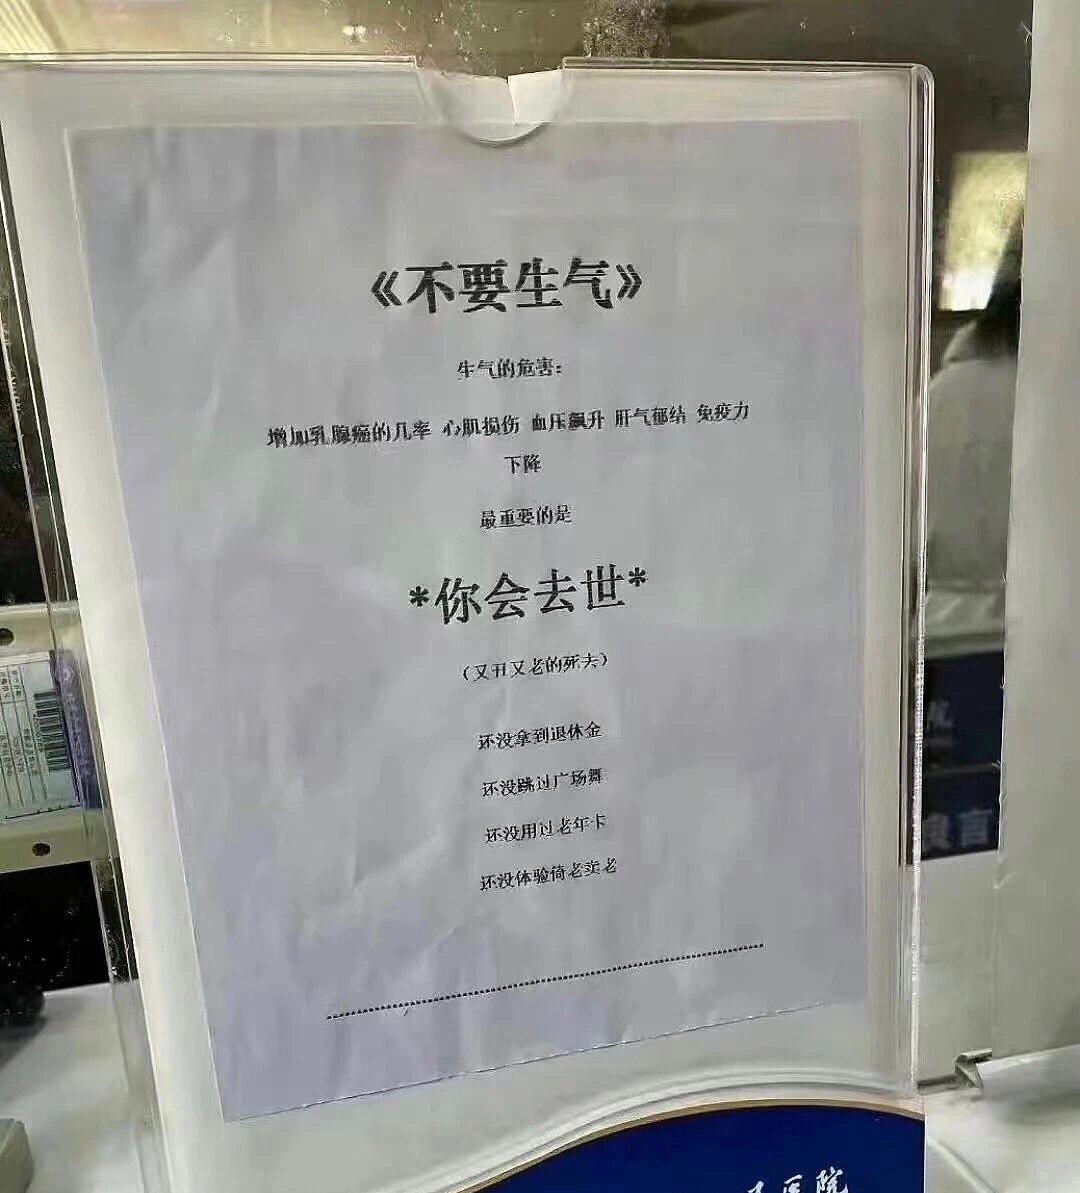 《不要生气》
生气的危害：
增加乳腺癌的几率 心肌损伤 血压飙升 肝气郁结 免疫力
下降
最重要的是
*你会去世*
（又丑又老的死去）
还没拿到退休金
还没跳过广场舞
还没用过老年卡
还没体验倚老卖老
医院